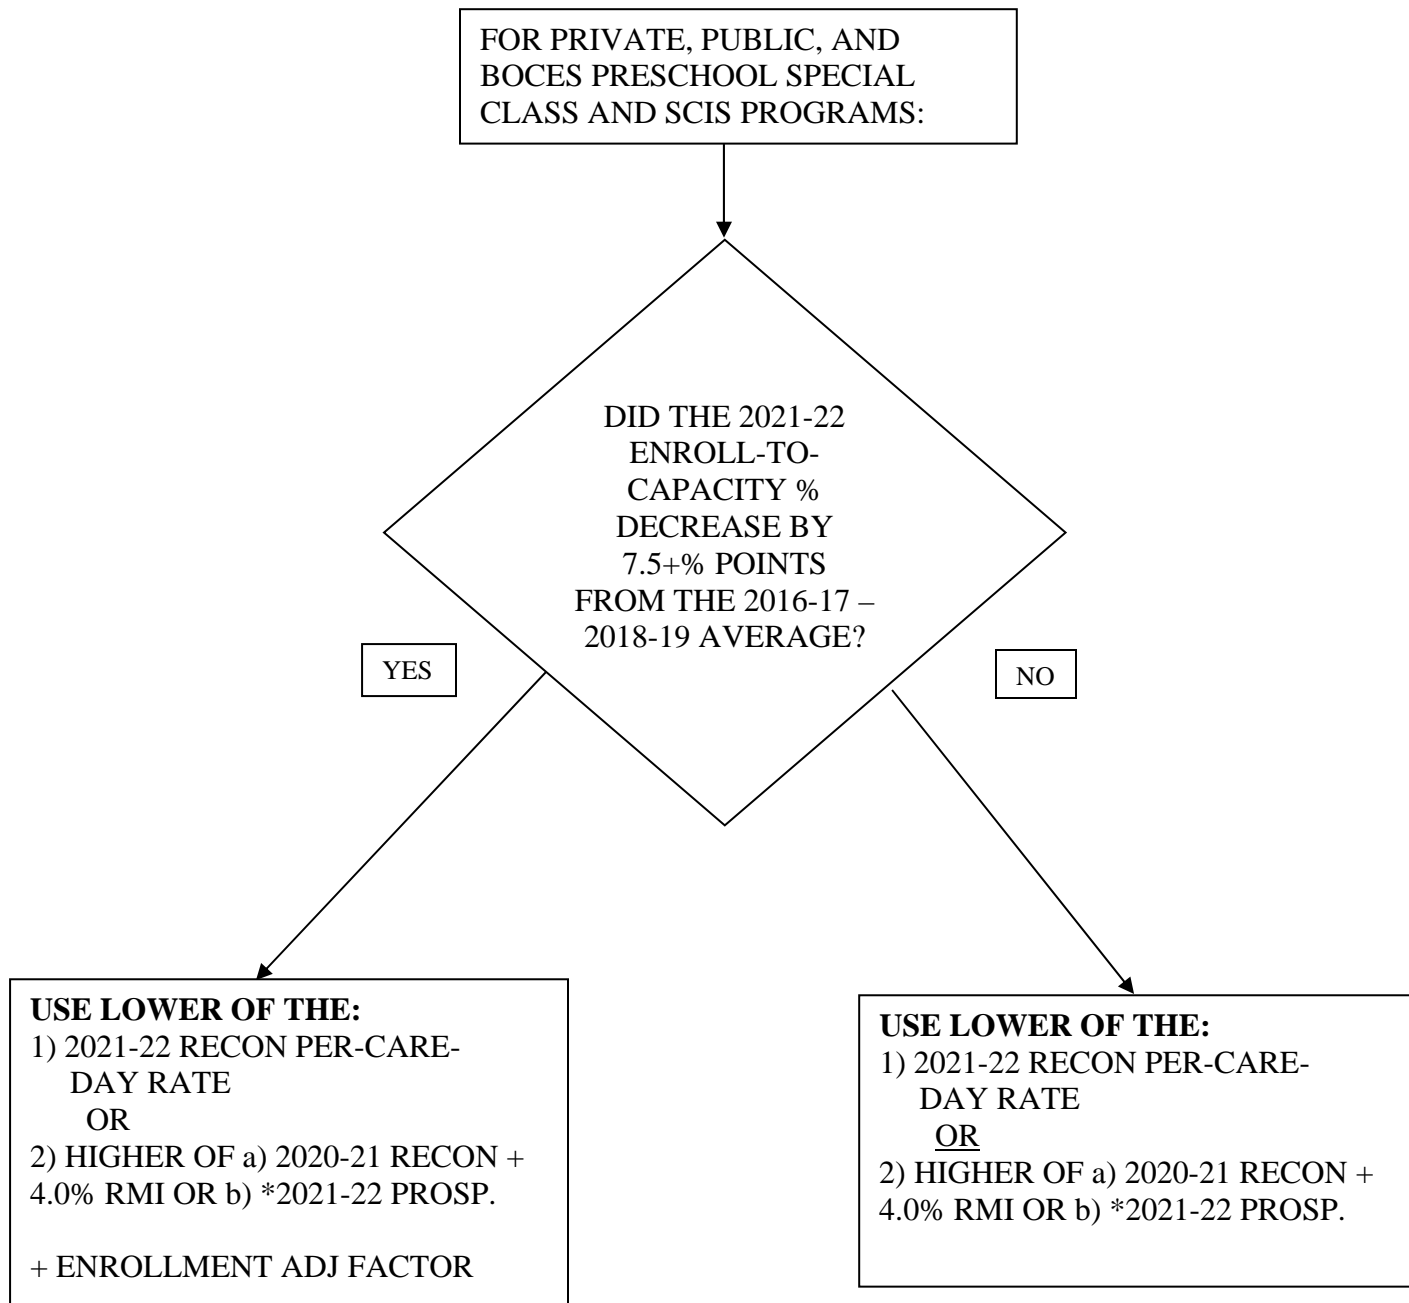 FOR PRIVATE, PUBLIC, AND
BOCES PRESCHOOL SPECIAL
CLASS AND SCIS PROGRAMS:
DID THE 2021-22
ENROLL-TO-
CAPACITY %
DECREASE BY
7.5+% POINTS
FROM THE 2016-17 –
2018-19 AVERAGE?
YES
NO
USE LOWER OF THE:
1) 2021-22 RECON PER-CARE-
DAY RATE
OR
2) HIGHER OF a) 2020-21 RECON +
4.0% RMI OR b) *2021-22 PROSP.
+ ENROLLMENT ADJ FACTOR
USE LOWER OF THE:
1) 2021-22 RECON PER-CARE-
DAY RATE
OR
2) HIGHER OF a) 2020-21 RECON +
4.0% RMI OR b) *2021-22 PROSP.